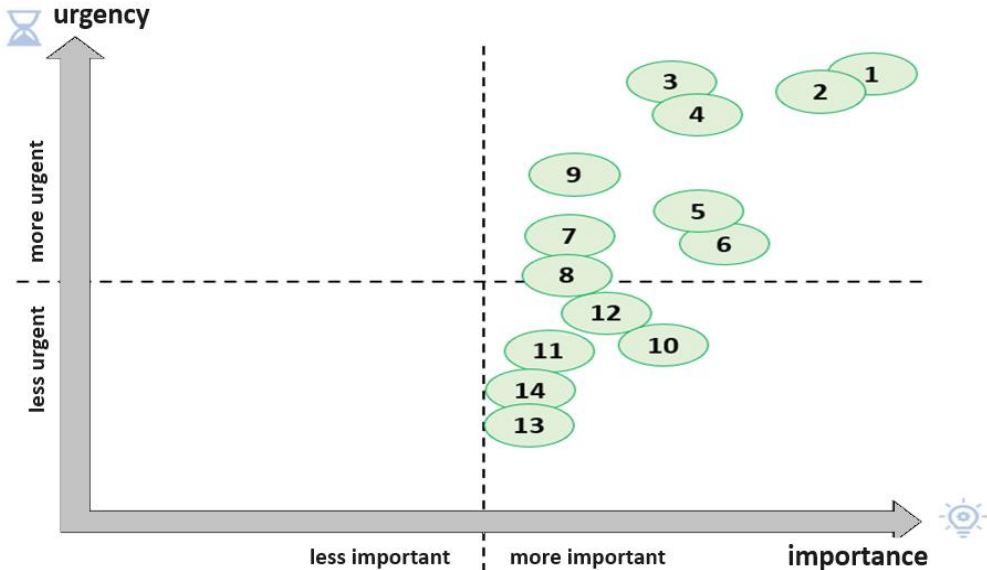 urgency
more urgent
less urgent
3
1
2
4
9
5
7
6
8
12
10
11
14
13
less important
more important
importance